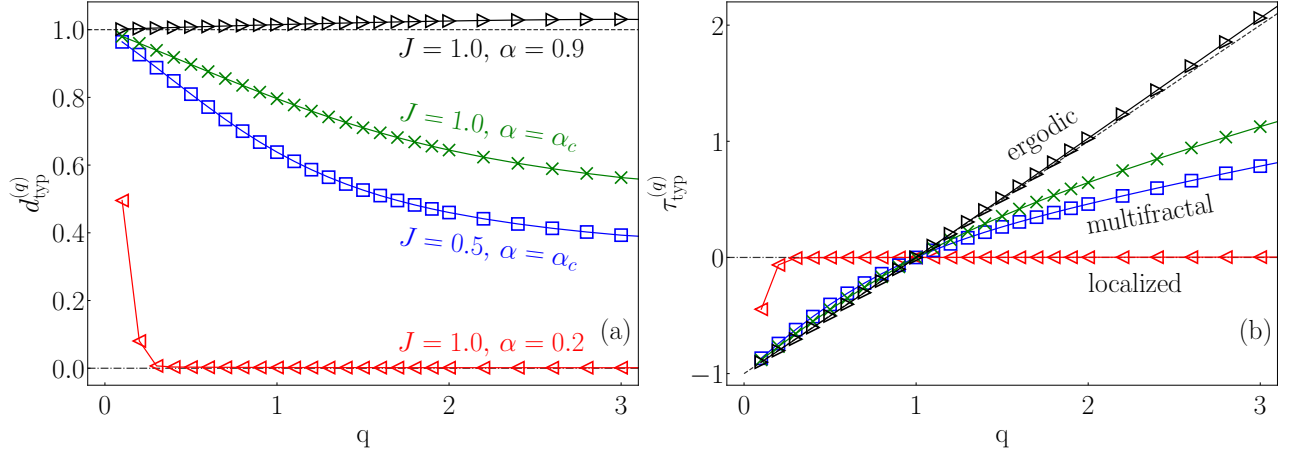 1.0
0.8
0.6
0.4
0.2
0.0
d_typ^(q)
0
1
2
3
q
J = 1.0, α = 0.9
J = 1.0, α = α_c
J = 0.5, α = α_c
J = 1.0, α = 0.2
(a)
2
1
0
−1
τ_typ^(q)
0
1
2
3
q
ergodic
multifractal
localized
(b)